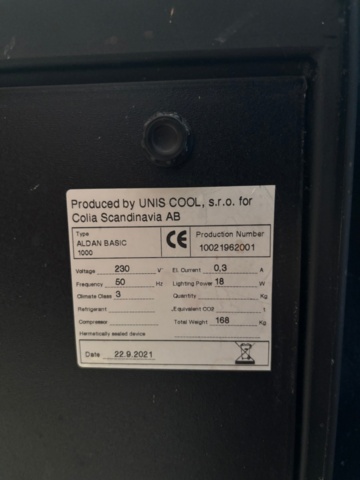 Produced by UNIS COOL, s.r.o. for
Colia Scandinavia AB
Type
ALDAN BASIC
1000
CE
Production Number
10021962001
Voltage 230 V El. Current 0,3 A
Frequency 50 Hz Lighting Power 18 W
Climate Class 3 Quantity Kg
Refrigerant Equivalent CO2 t
Compressor Total Weight 168 Kg
Hermetically sealed device
Date 22.9.2021